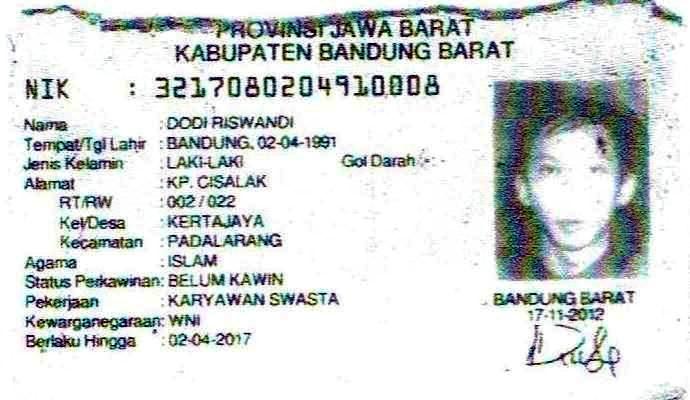 PROVINSI JAWA BARAT
KABUPATEN BANDUNG BARAT
NIK : 3217080204910008
Nama : DODI RISWANDI
Tempat/Tgl Lahir : BANDUNG, 02-04-1991
Jenis Kelamin : LAKI-LAKI Gol Darah : -
Alamat : KP. CISALAK
RT/RW : 002 / 022
Kel/Desa : KERTAJAYA
Kecamatan : PADALARANG
Agama : ISLAM
Status Perkawinan: BELUM KAWIN
Pekerjaan : KARYAWAN SWASTA
Kewarganegaraan: WNI
Berlaku Hingga : 02-04-2017
BANDUNG BARAT
17-11-2012